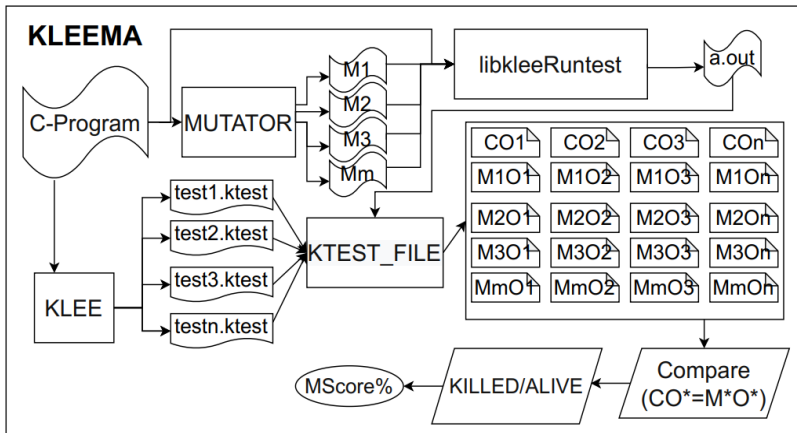 KLEEMA
C-Program
MUTATOR
M1
M2
M3
Mm
libkleeRuntest
a.out
KLEE
test1.ktest
test2.ktest
test3.ktest
testn.ktest
KTEST_FILE
CO1 CO2 CO3 COn
M1O1 M1O2 M1O3 M1On
M2O1 M2O2 M2O3 M2On
M3O1 M3O2 M3O3 M3On
MmO1 MmO2 MmO3 MmOn
MScore%
KILLED/ALIVE
Compare
(CO*=M*O*)